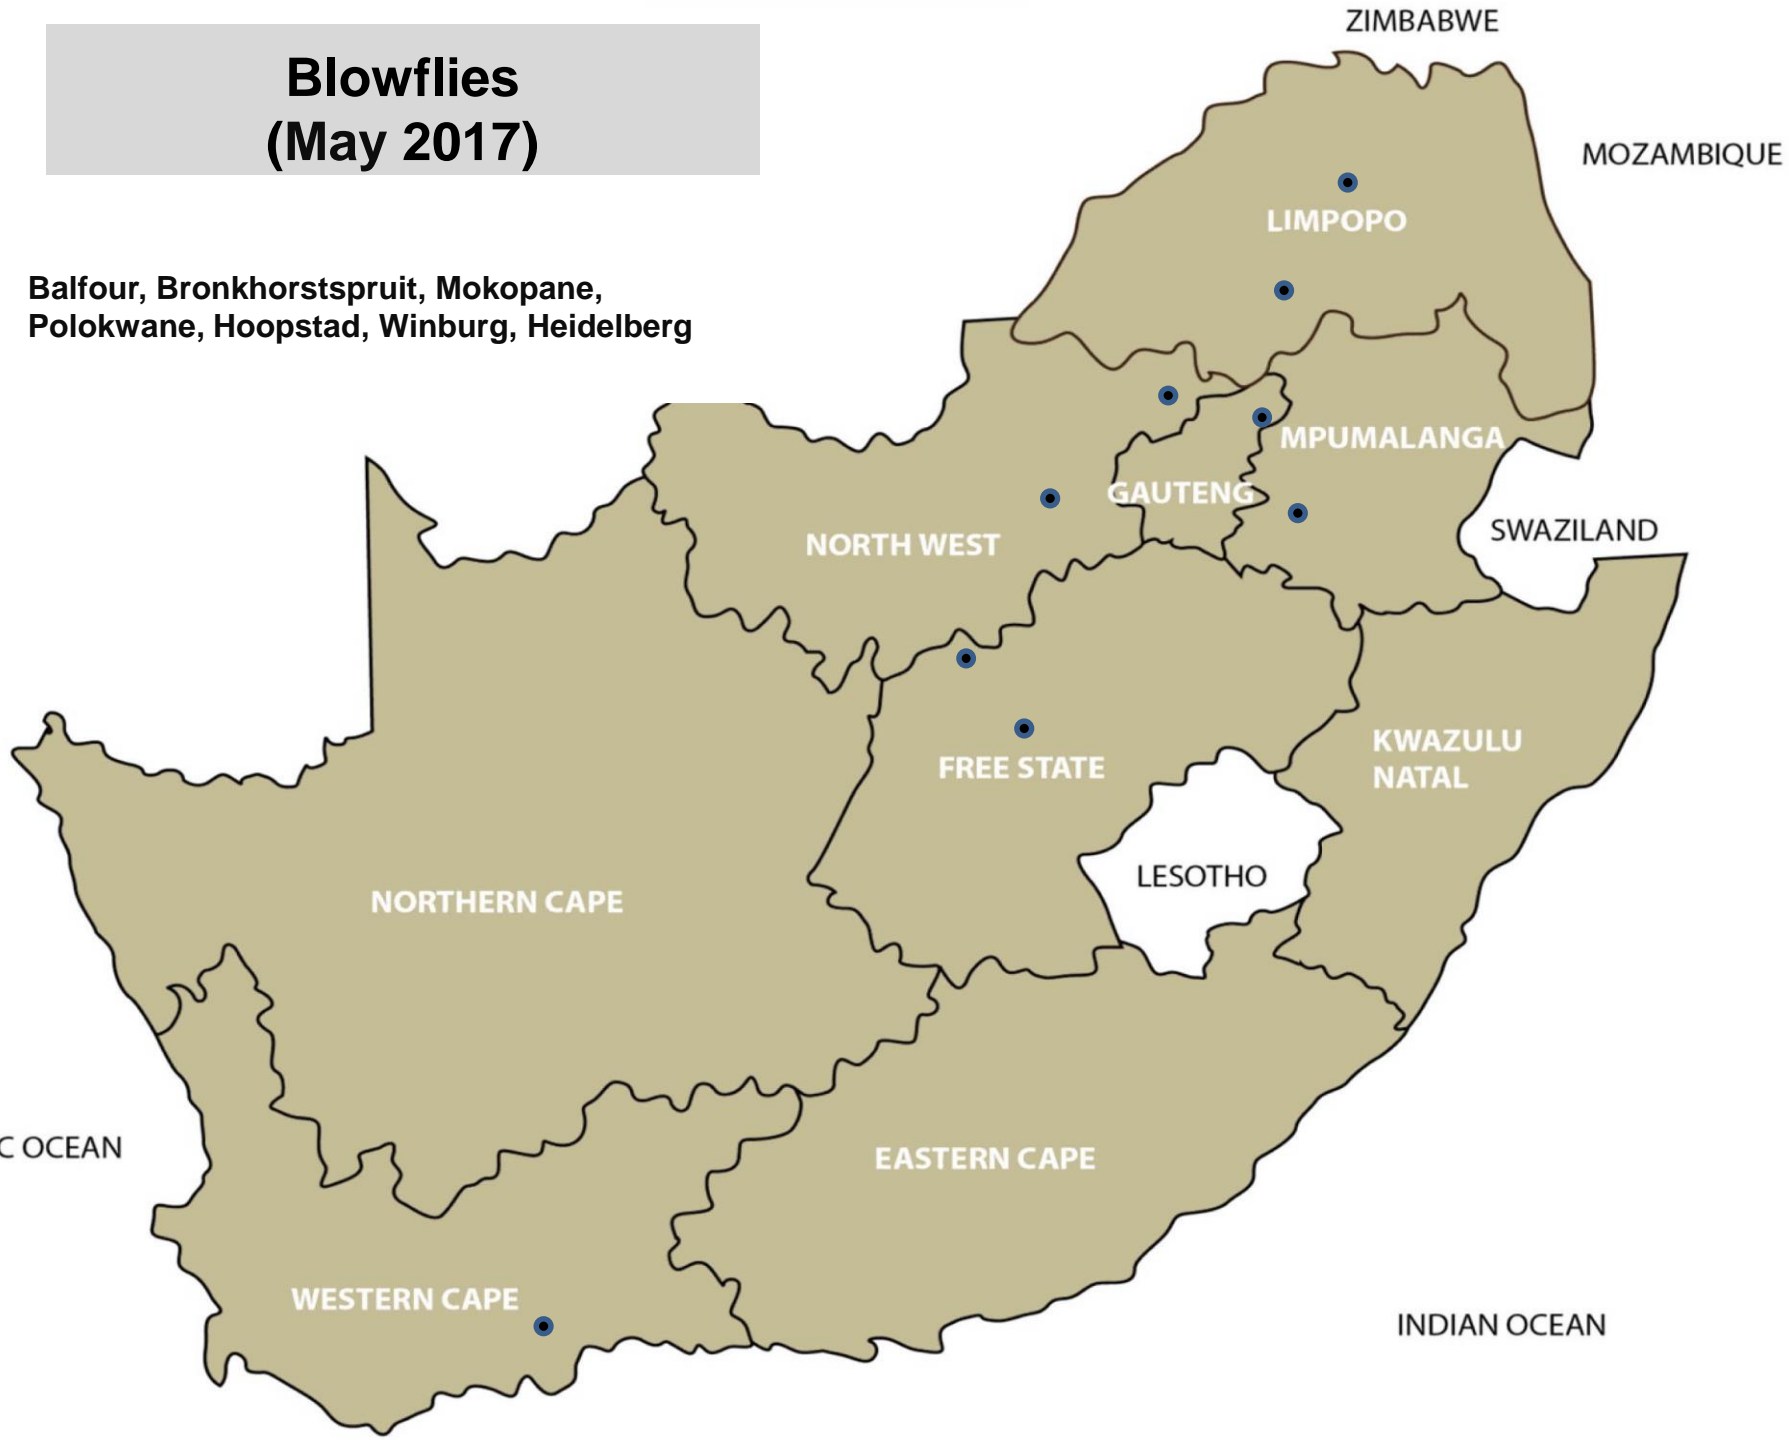 ZIMBABWE
Blowflies
(May 2017)
MOZAMBIQUE
LIMPOPO
Balfour, Bronkhorstspruit, Mokopane,
Polokwane, Hoopstad, Winburg, Heidelberg
MPUMALANGA
GAUTENG
SWAZILAND
NORTH WEST
KWAZULU
NATAL
FREE STATE
LESOTHO
NORTHERN CAPE
C OCEAN
EASTERN CAPE
WESTERN CAPE
INDIAN OCEAN